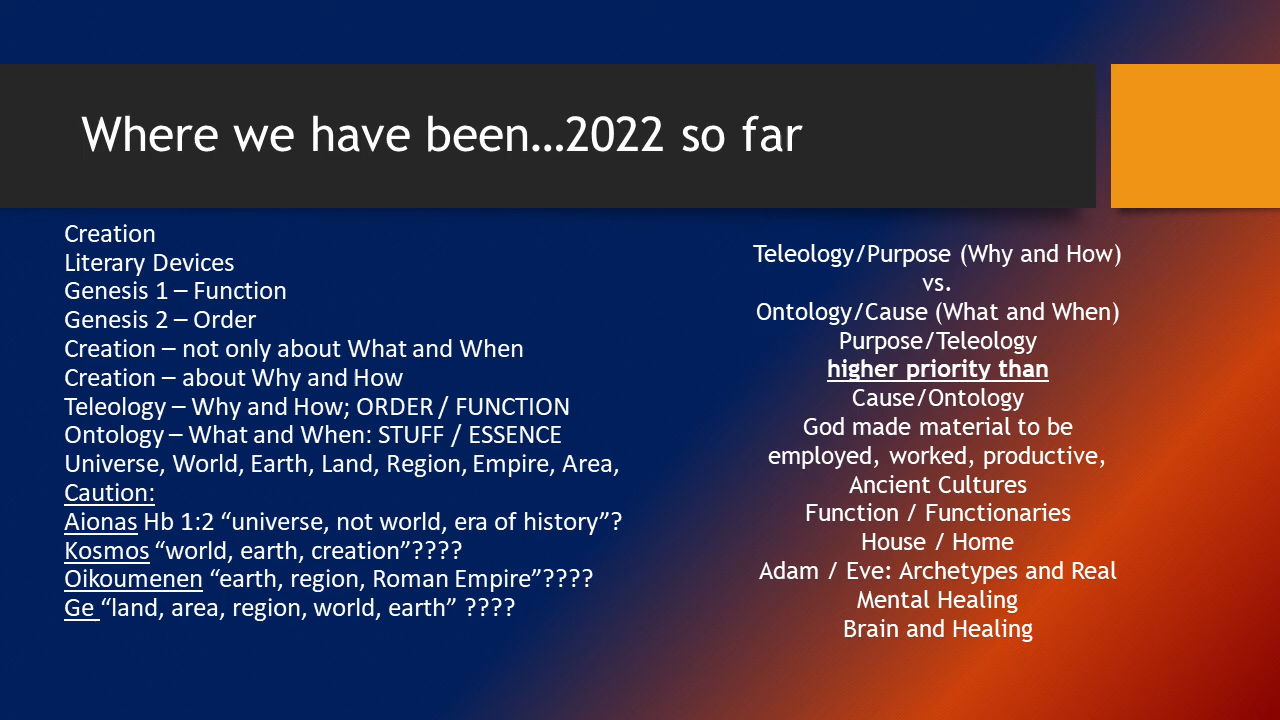 Where we have been…2022 so far
Creation
Literary Devices
Genesis 1 – Function
Genesis 2 – Order
Creation – not only about What and When
Creation – about Why and How
Teleology – Why and How; ORDER / FUNCTION
Ontology – What and When: STUFF / ESSENCE
Universe, World, Earth, Land, Region, Empire, Area,
Caution:
Aionas Hb 1:2 “universe, not world, era of history”?
Kosmos “world, earth, creation”????
Oikoumenen “earth, region, Roman Empire”????
Ge “land, area, region, world, earth” ????
Teleology/Purpose (Why and How)
vs.
Ontology/Cause (What and When)
Purpose/Teleology
higher priority than
Cause/Ontology
God made material to be
employed, worked, productive,
Ancient Cultures
Function / Functionaries
House / Home
Adam / Eve: Archetypes and Real
Mental Healing
Brain and Healing